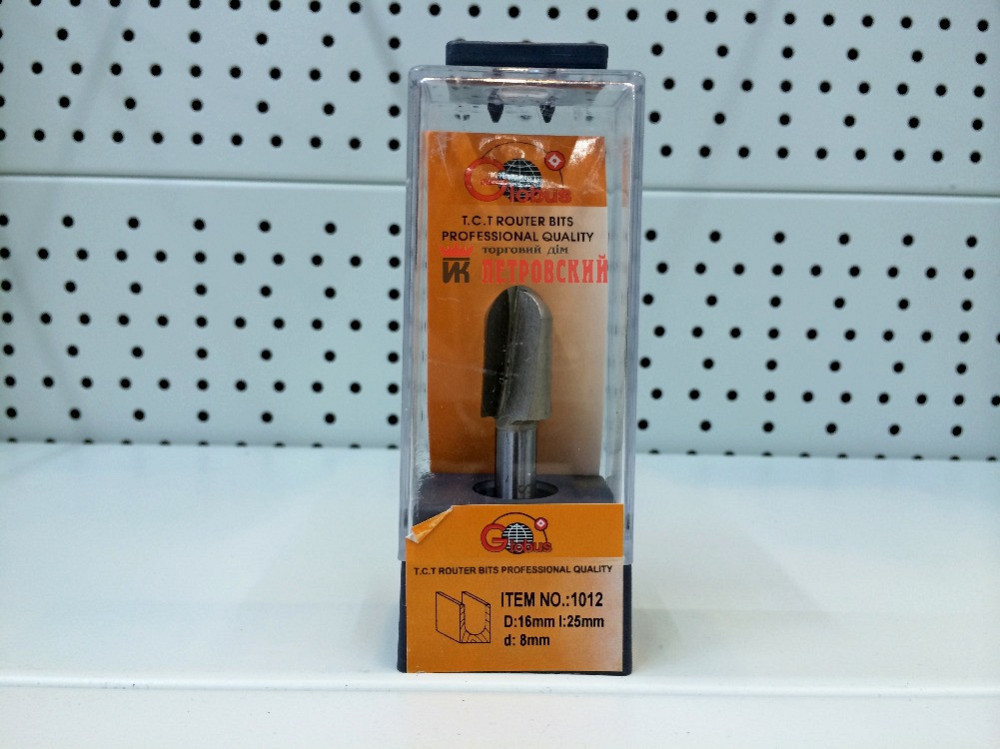 Globus
T.C.T ROUTER BITS
PROFESSIONAL QUALITY
торговий дім
ИК ПЕТРОВСКИЙ
Globus
T.C.T ROUTER BITS PROFESSIONAL QUALITY
ITEM NO.:1012
D:16mm l:25mm
d: 8mm